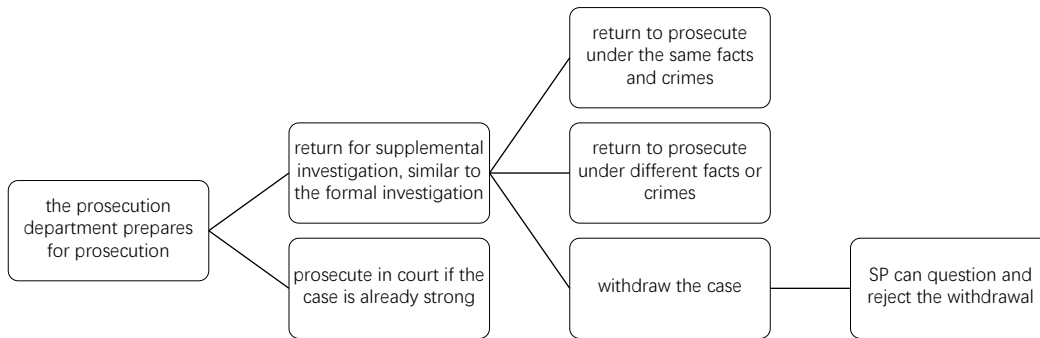 the prosecution
department prepares
for prosecution
return for supplemental
investigation, similar to
the formal investigation
prosecute in court if the
case is already strong
return to prosecute
under the same facts
and crimes
return to prosecute
under different facts or
crimes
withdraw the case
SP can question and
reject the withdrawal